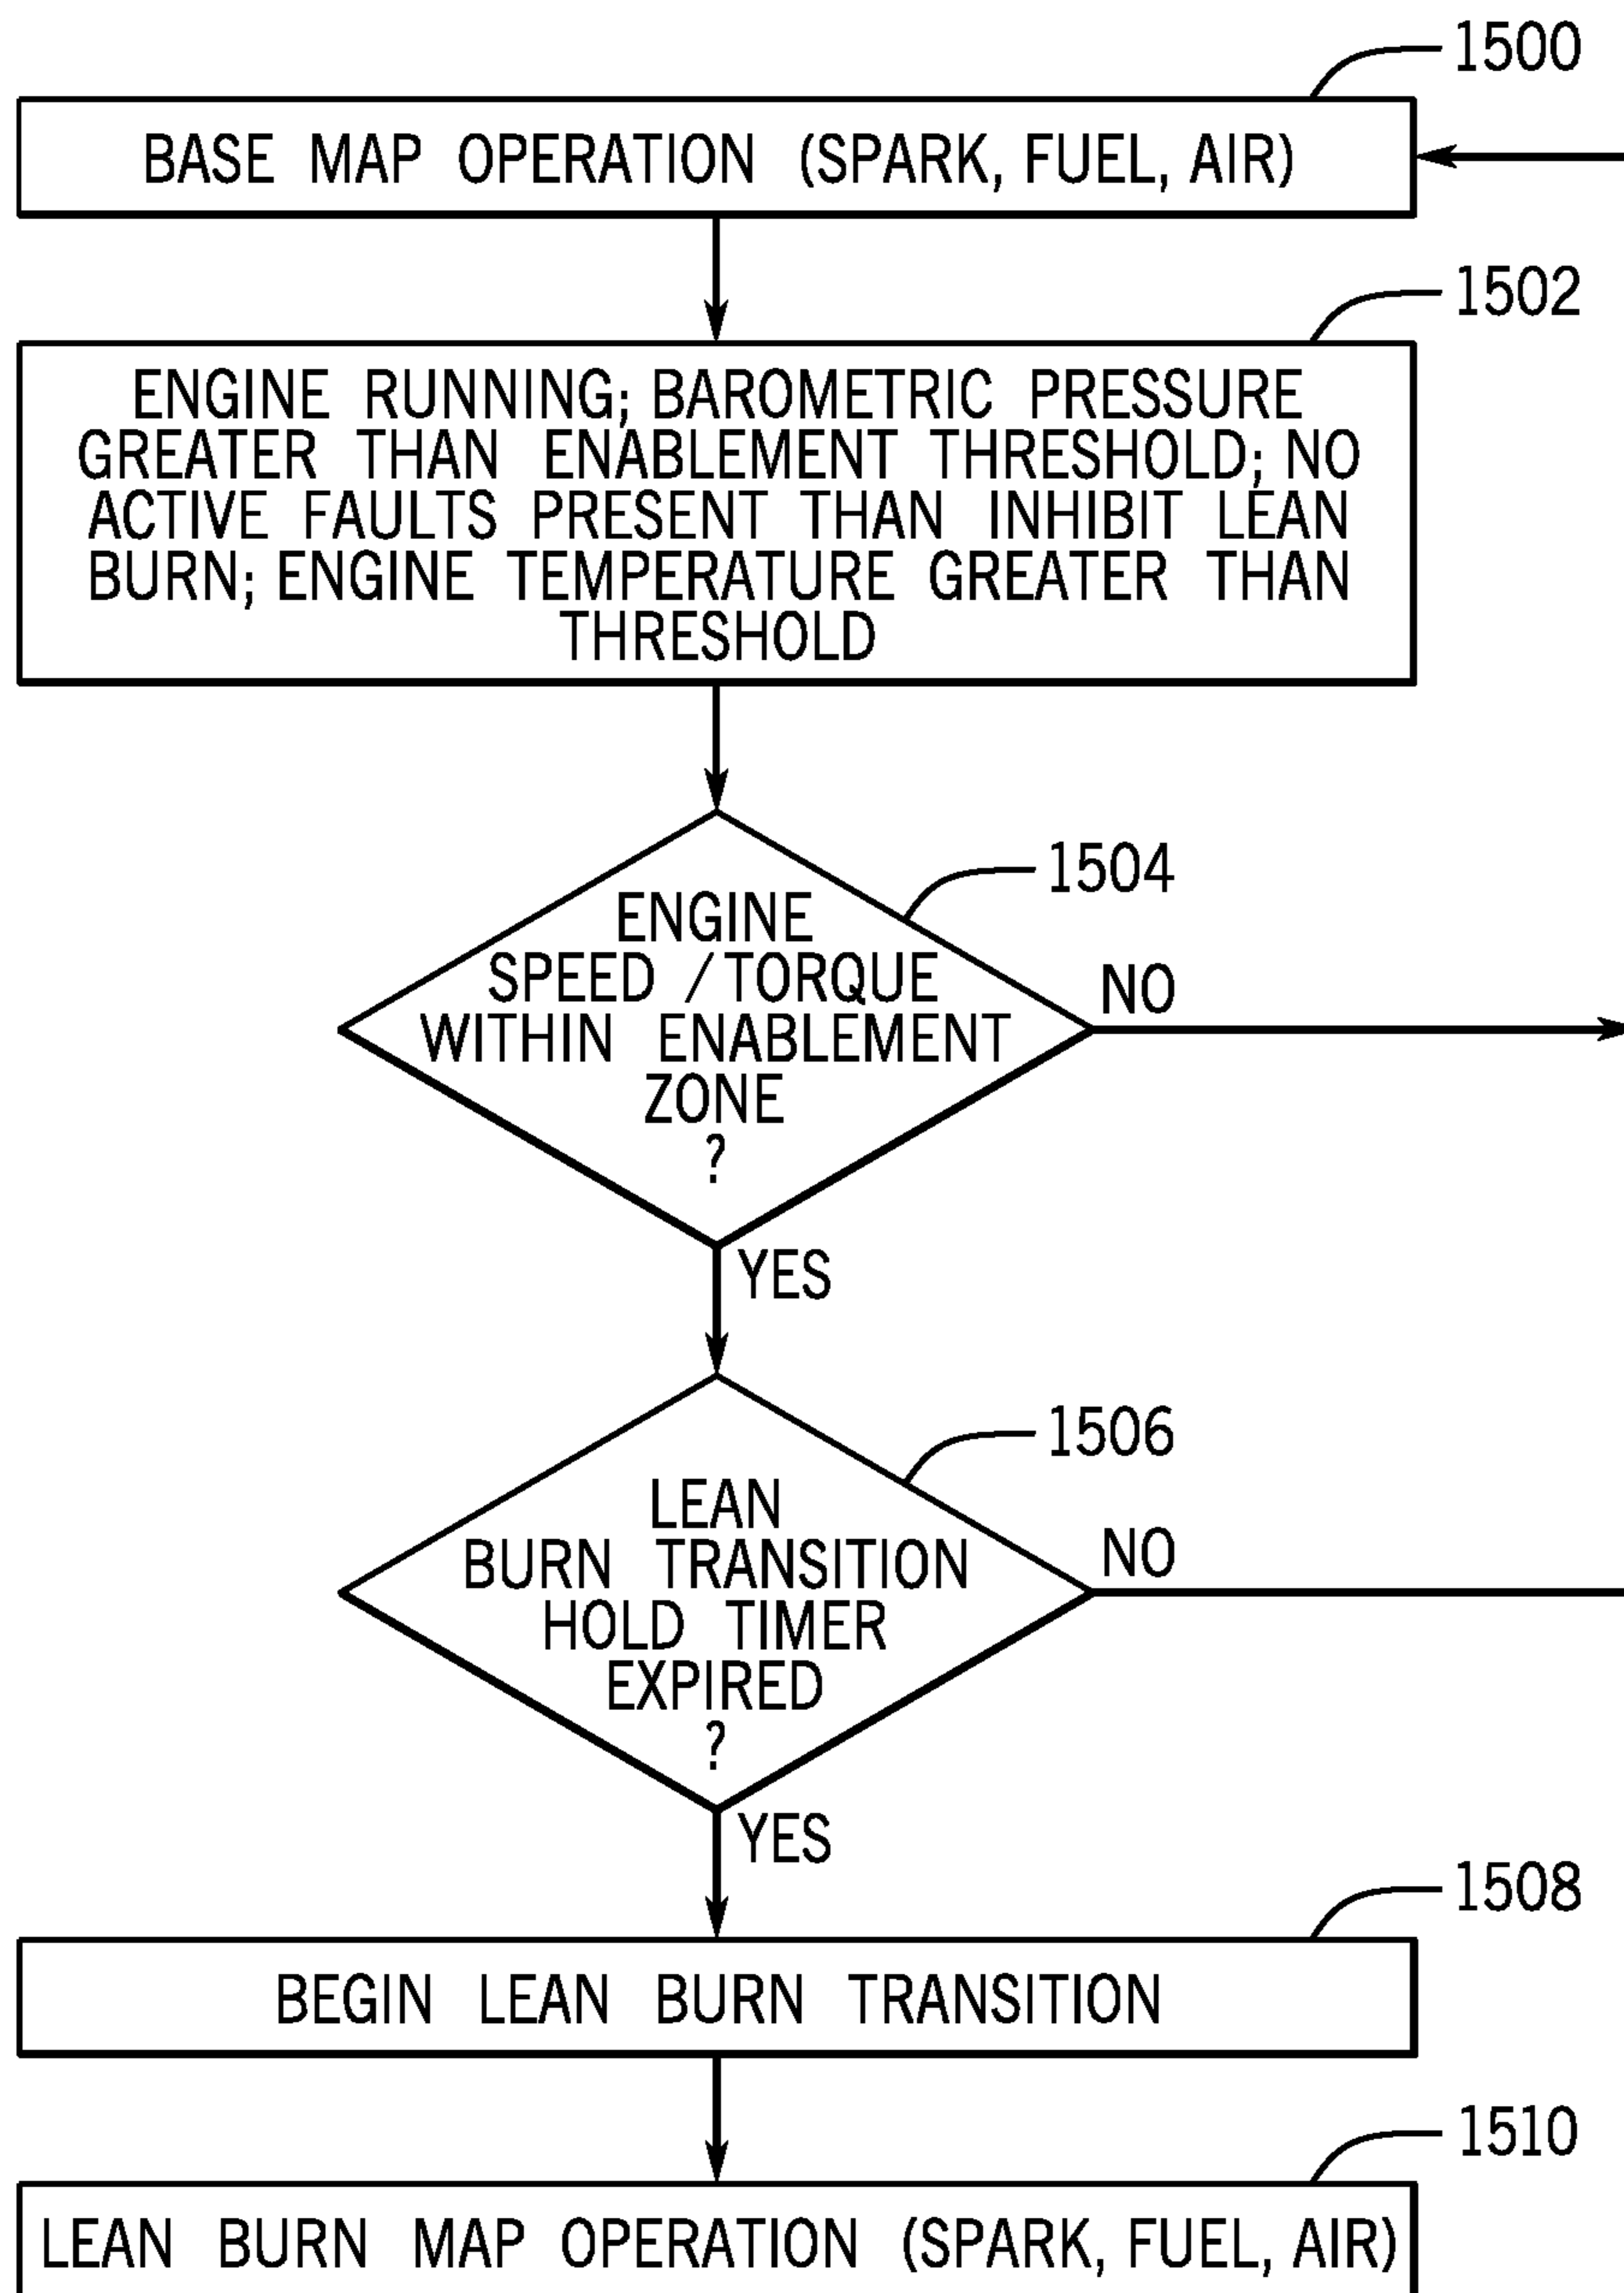 1500
BASE MAP OPERATION (SPARK, FUEL, AIR)
1502
ENGINE RUNNING; BAROMETRIC PRESSURE
GREATER THAN ENABLEMENT THRESHOLD; NO
ACTIVE FAULTS PRESENT THAN INHIBIT LEAN
BURN; ENGINE TEMPERATURE GREATER THAN
THRESHOLD
1504
ENGINE
SPEED /TORQUE
WITHIN ENABLEMENT
ZONE
?
NO
YES
1506
LEAN
BURN TRANSITION
HOLD TIMER
EXPIRED
?
NO
YES
1508
BEGIN LEAN BURN TRANSITION
1510
LEAN BURN MAP OPERATION (SPARK, FUEL, AIR)